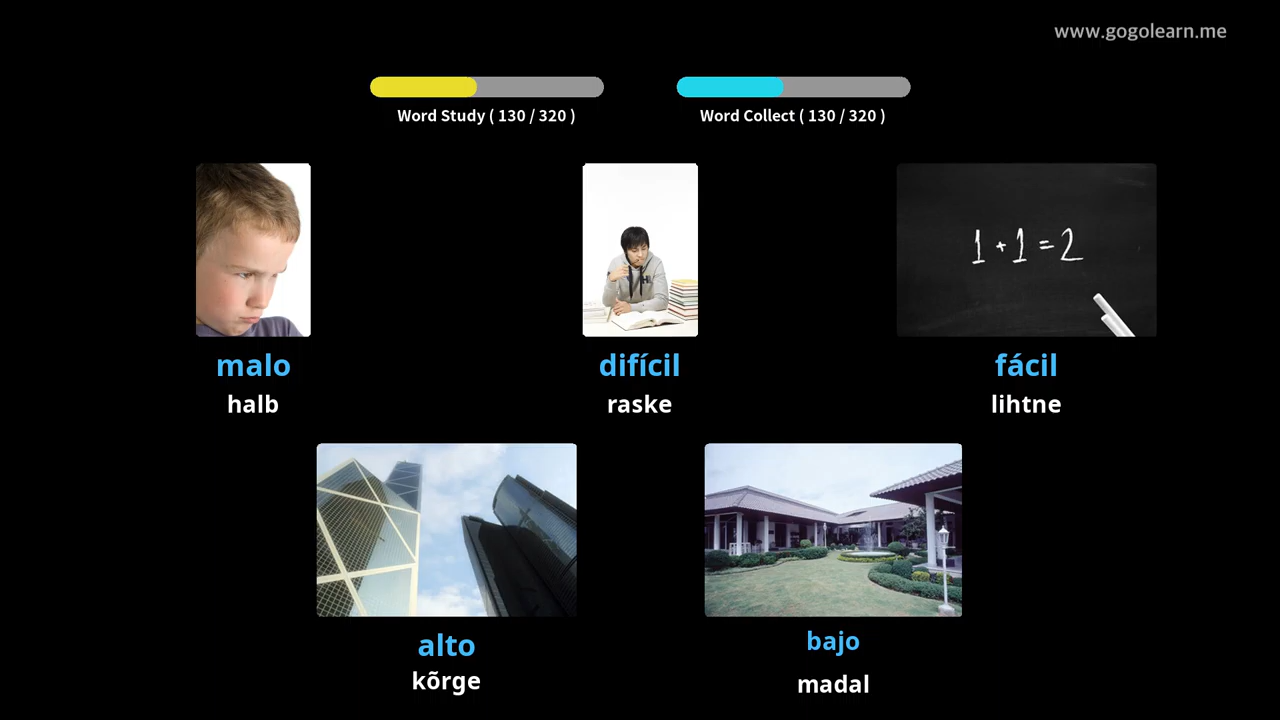 www.gogolearn.me
Word Study ( 130 / 320 )
Word Collect ( 130 / 320 )
1 + 1 = 2
malo
halb
difícil
raske
fácil
lihtne
alto
kõrge
bajo
madal